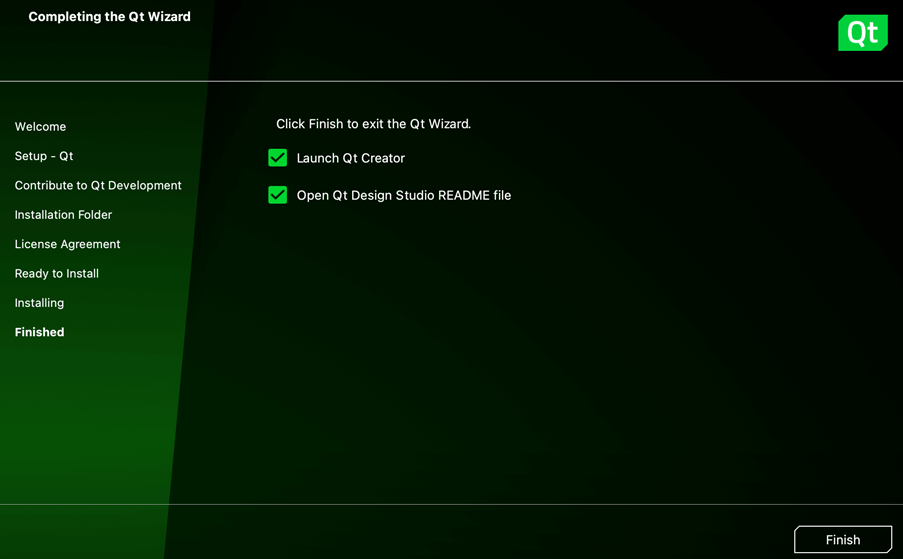 Completing the Qt Wizard
Qt
Welcome
Setup - Qt
Contribute to Qt Development
Installation Folder
License Agreement
Ready to Install
Installing
Finished
Click Finish to exit the Qt Wizard.
Launch Qt Creator
Open Qt Design Studio README file
Finish